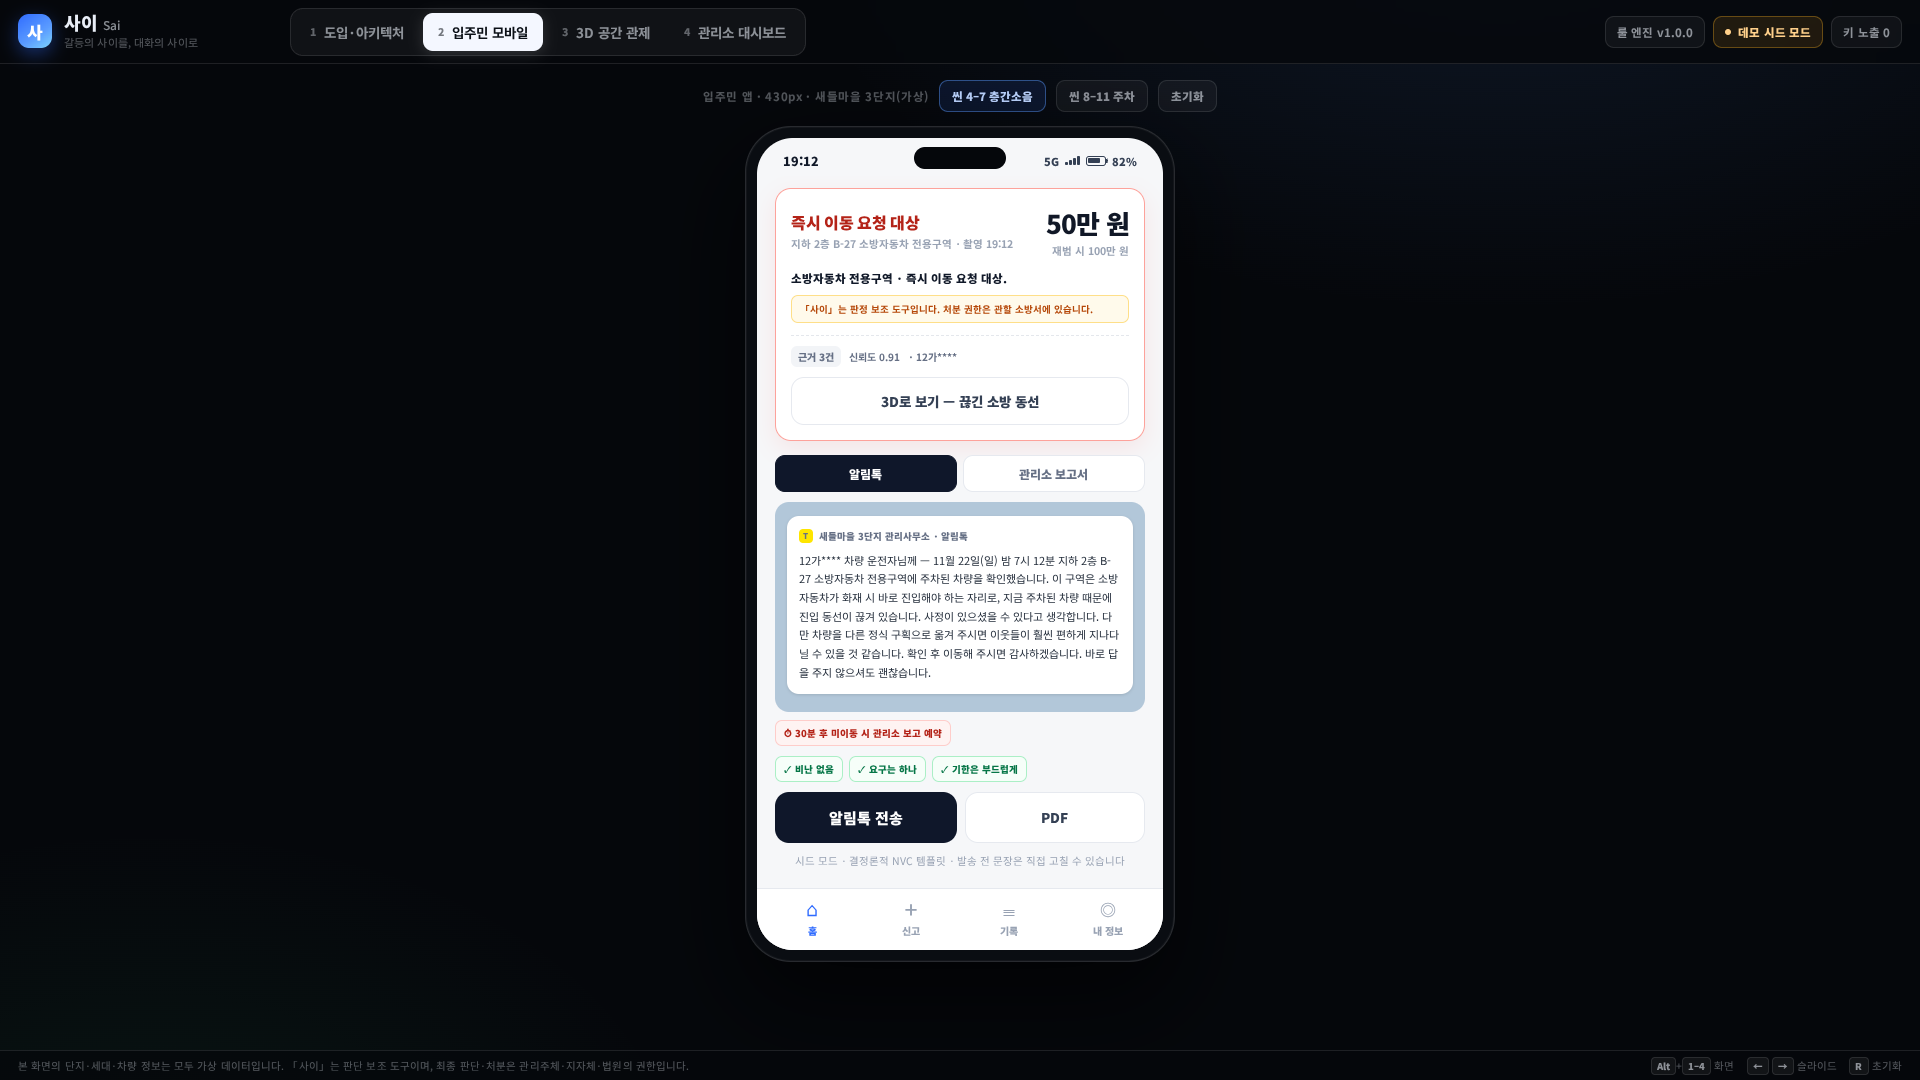 사
사이 Sai
갈등의 사이를, 대화의 사이로
1 도입·아키텍처
2 입주민 모바일
3 3D 공간 관제
4 관리소 대시보드
룰 엔진 v1.0.0
데모 시드 모드
키 노출 0
입주민 앱 · 430px · 새들마을 3단지(가상)
씬 4–7 층간소음
씬 8–11 주차
초기화
19:12
5G 82%
즉시 이동 요청 대상
50만 원
지하 2층 B-27 소방자동차 전용구역 · 촬영 19:12
재범 시 100만 원
소방자동차 전용구역 · 즉시 이동 요청 대상.
「사이」는 판정 보조 도구입니다. 처분 권한은 관할 소방서에 있습니다.
근거 3건 신뢰도 0.91 · 12가****
3D로 보기 — 끊긴 소방 동선
알림톡
관리소 보고서
T 새들마을 3단지 관리사무소 · 알림톡
12가**** 차량 운전자님께 — 11월 22일(일) 밤 7시 12분 지하 2층 B-
27 소방자동차 전용구역에 주차된 차량을 확인했습니다. 이 구역은 소방
자동차가 화재 시 바로 진입해야 하는 자리로, 지금 주차된 차량 때문에
진입 동선이 끊겨 있습니다. 사정이 있으셨을 수 있다고 생각합니다. 다
만 차량을 다른 정식 구획으로 옮겨 주시면 이웃들이 훨씬 편하게 지나다
닐 수 있을 것 같습니다. 확인 후 이동해 주시면 감사하겠습니다. 바로 답
을 주지 않으셔도 괜찮습니다.
⏱ 30분 후 미이동 시 관리소 보고 예약
✓ 비난 없음
✓ 요구는 하나
✓ 기한은 부드럽게
알림톡 전송
PDF
시드 모드 · 결정론적 NVC 템플릿 · 발송 전 문장은 직접 고칠 수 있습니다
홈
신고
기록
내 정보
본 화면의 단지·세대·차량 정보는 모두 가상 데이터입니다. 「사이」는 판단 보조 도구이며, 최종 판단·처분은 관리주체·지자체·법원의 권한입니다.
Alt + 1–4 화면
← → 슬라이드
R 초기화